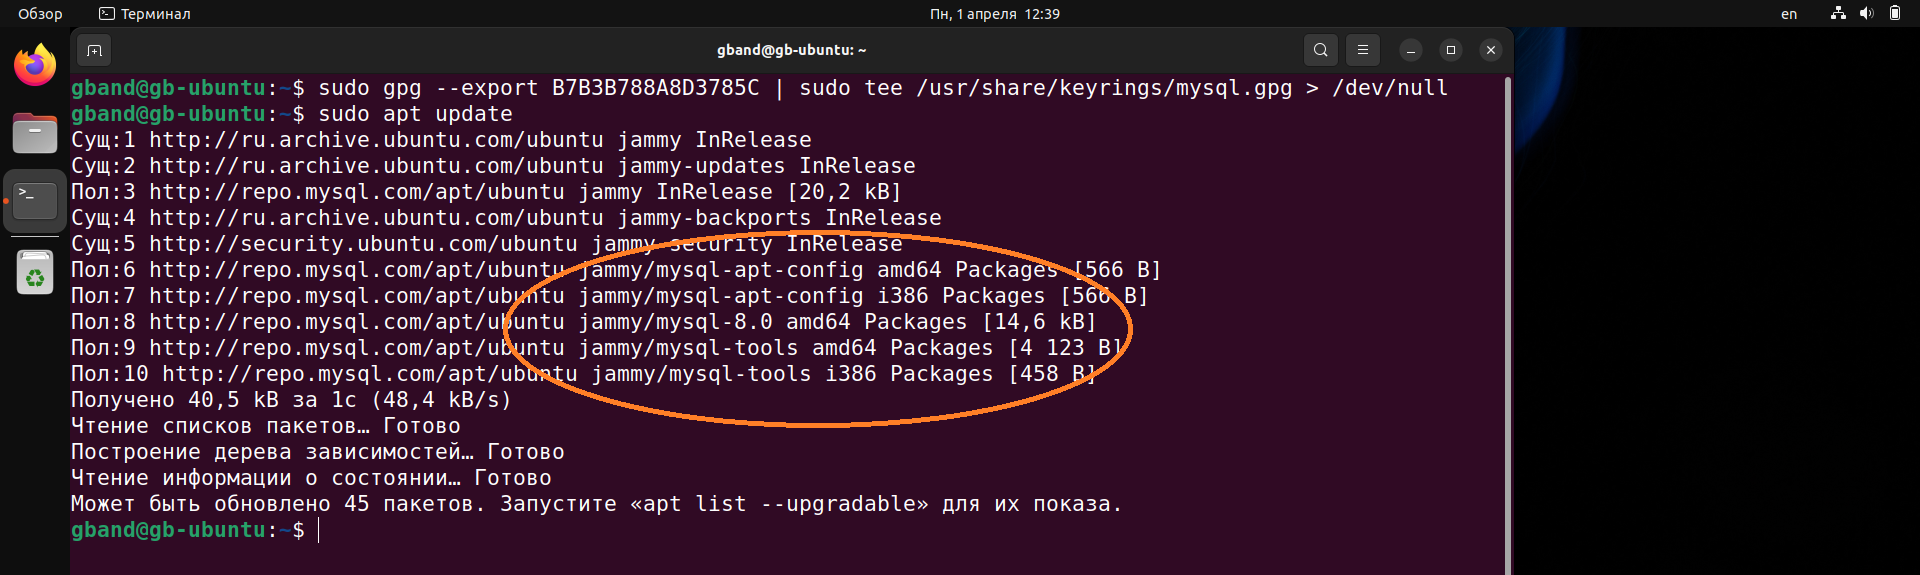 Обзор Терминал Пн, 1 апреля 12:39 en
gband@gb-ubuntu: ~
gband@gb-ubuntu:~$ sudo gpg --export B7B3B788A8D3785C | sudo tee /usr/share/keyrings/mysql.gpg > /dev/null
gband@gb-ubuntu:~$ sudo apt update
Сущ:1 http://ru.archive.ubuntu.com/ubuntu jammy InRelease
Сущ:2 http://ru.archive.ubuntu.com/ubuntu jammy-updates InRelease
Пол:3 http://repo.mysql.com/apt/ubuntu jammy InRelease [20,2 kB]
Сущ:4 http://ru.archive.ubuntu.com/ubuntu jammy-backports InRelease
Сущ:5 http://security.ubuntu.com/ubuntu jammy-security InRelease
Пол:6 http://repo.mysql.com/apt/ubuntu jammy/mysql-apt-config amd64 Packages [566 B]
Пол:7 http://repo.mysql.com/apt/ubuntu jammy/mysql-apt-config i386 Packages [566 B]
Пол:8 http://repo.mysql.com/apt/ubuntu jammy/mysql-8.0 amd64 Packages [14,6 kB]
Пол:9 http://repo.mysql.com/apt/ubuntu jammy/mysql-tools amd64 Packages [4 123 B]
Пол:10 http://repo.mysql.com/apt/ubuntu jammy/mysql-tools i386 Packages [458 B]
Получено 40,5 kB за 1с (48,4 kB/s)
Чтение списков пакетов… Готово
Построение дерева зависимостей… Готово
Чтение информации о состоянии… Готово
Может быть обновлено 45 пакетов. Запустите «apt list --upgradable» для их показа.
gband@gb-ubuntu:~$